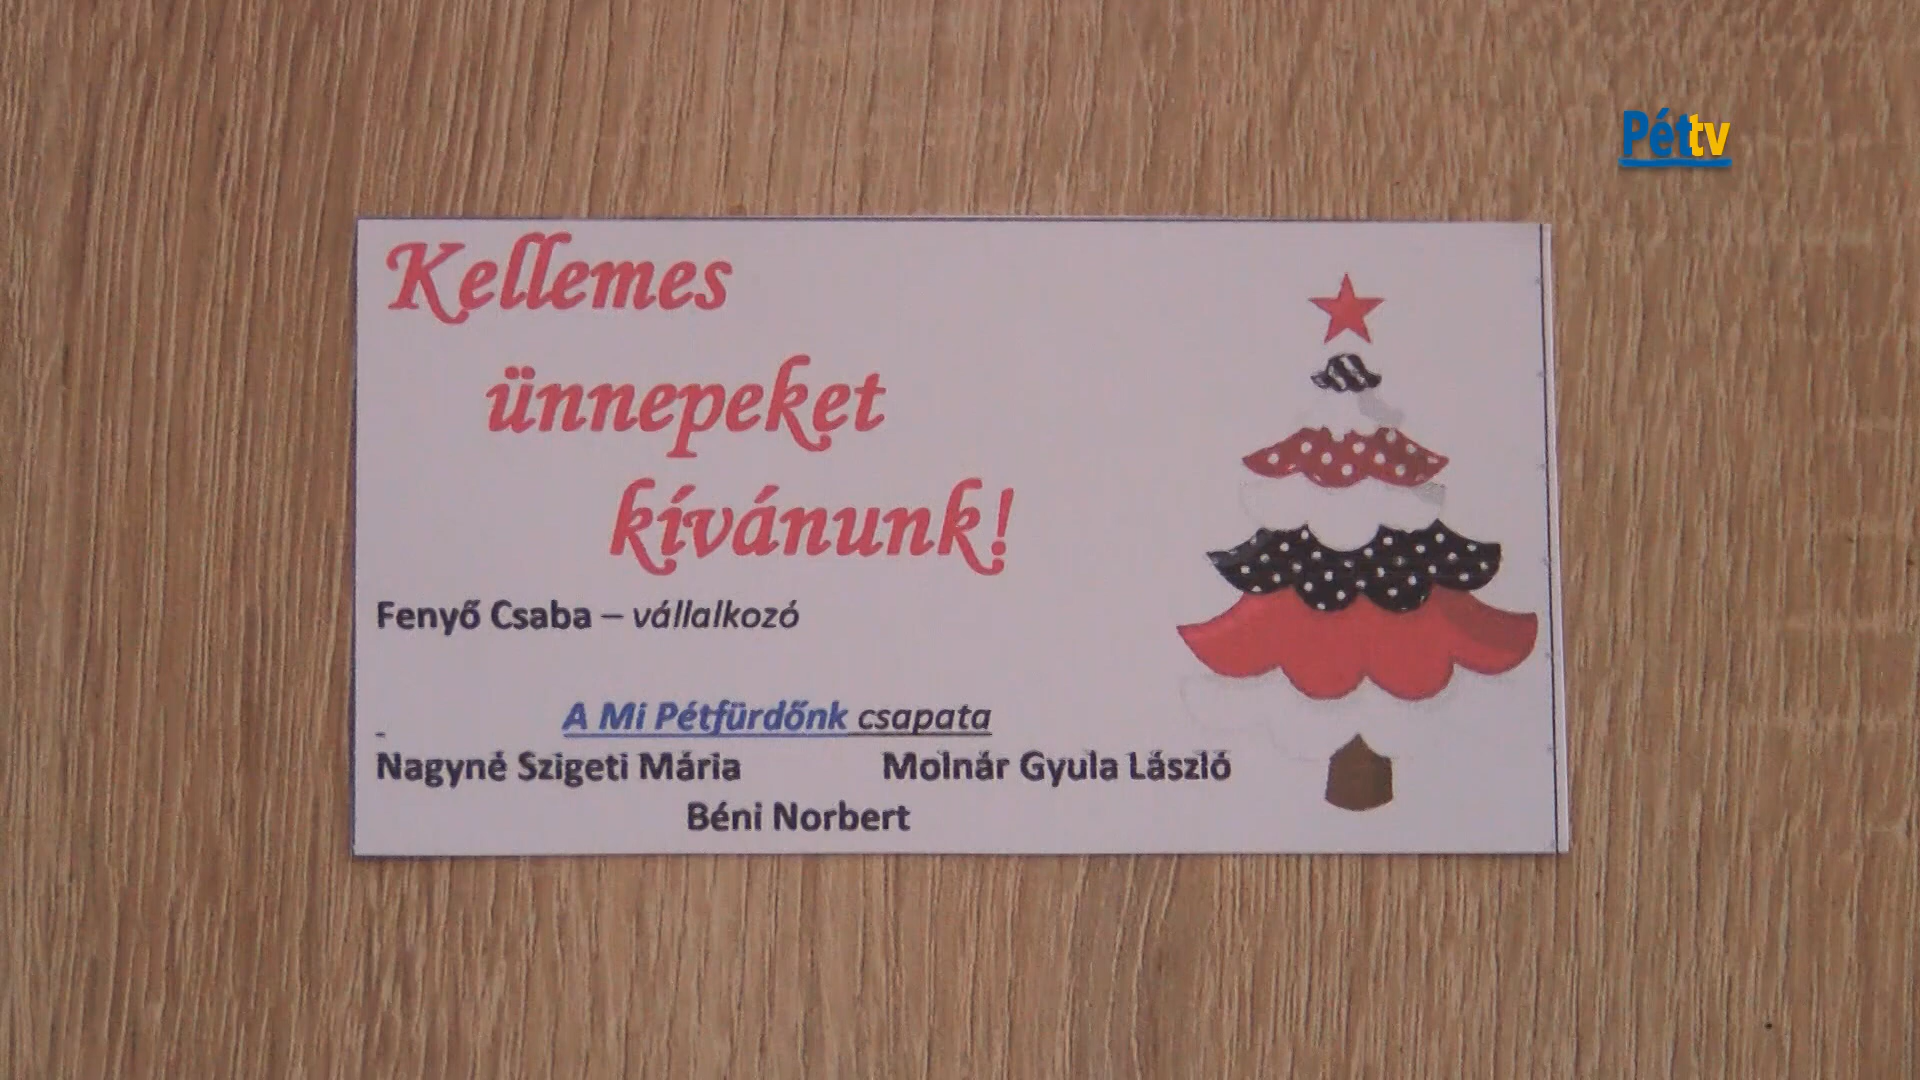 Péttv
Kellemes
ünnepeket
kívánunk!
Fenyő Csaba – vállalkozó
A Mi Pétfürdőnk csapata
Nagyné Szigeti Mária Molnár Gyula László
Béni Norbert